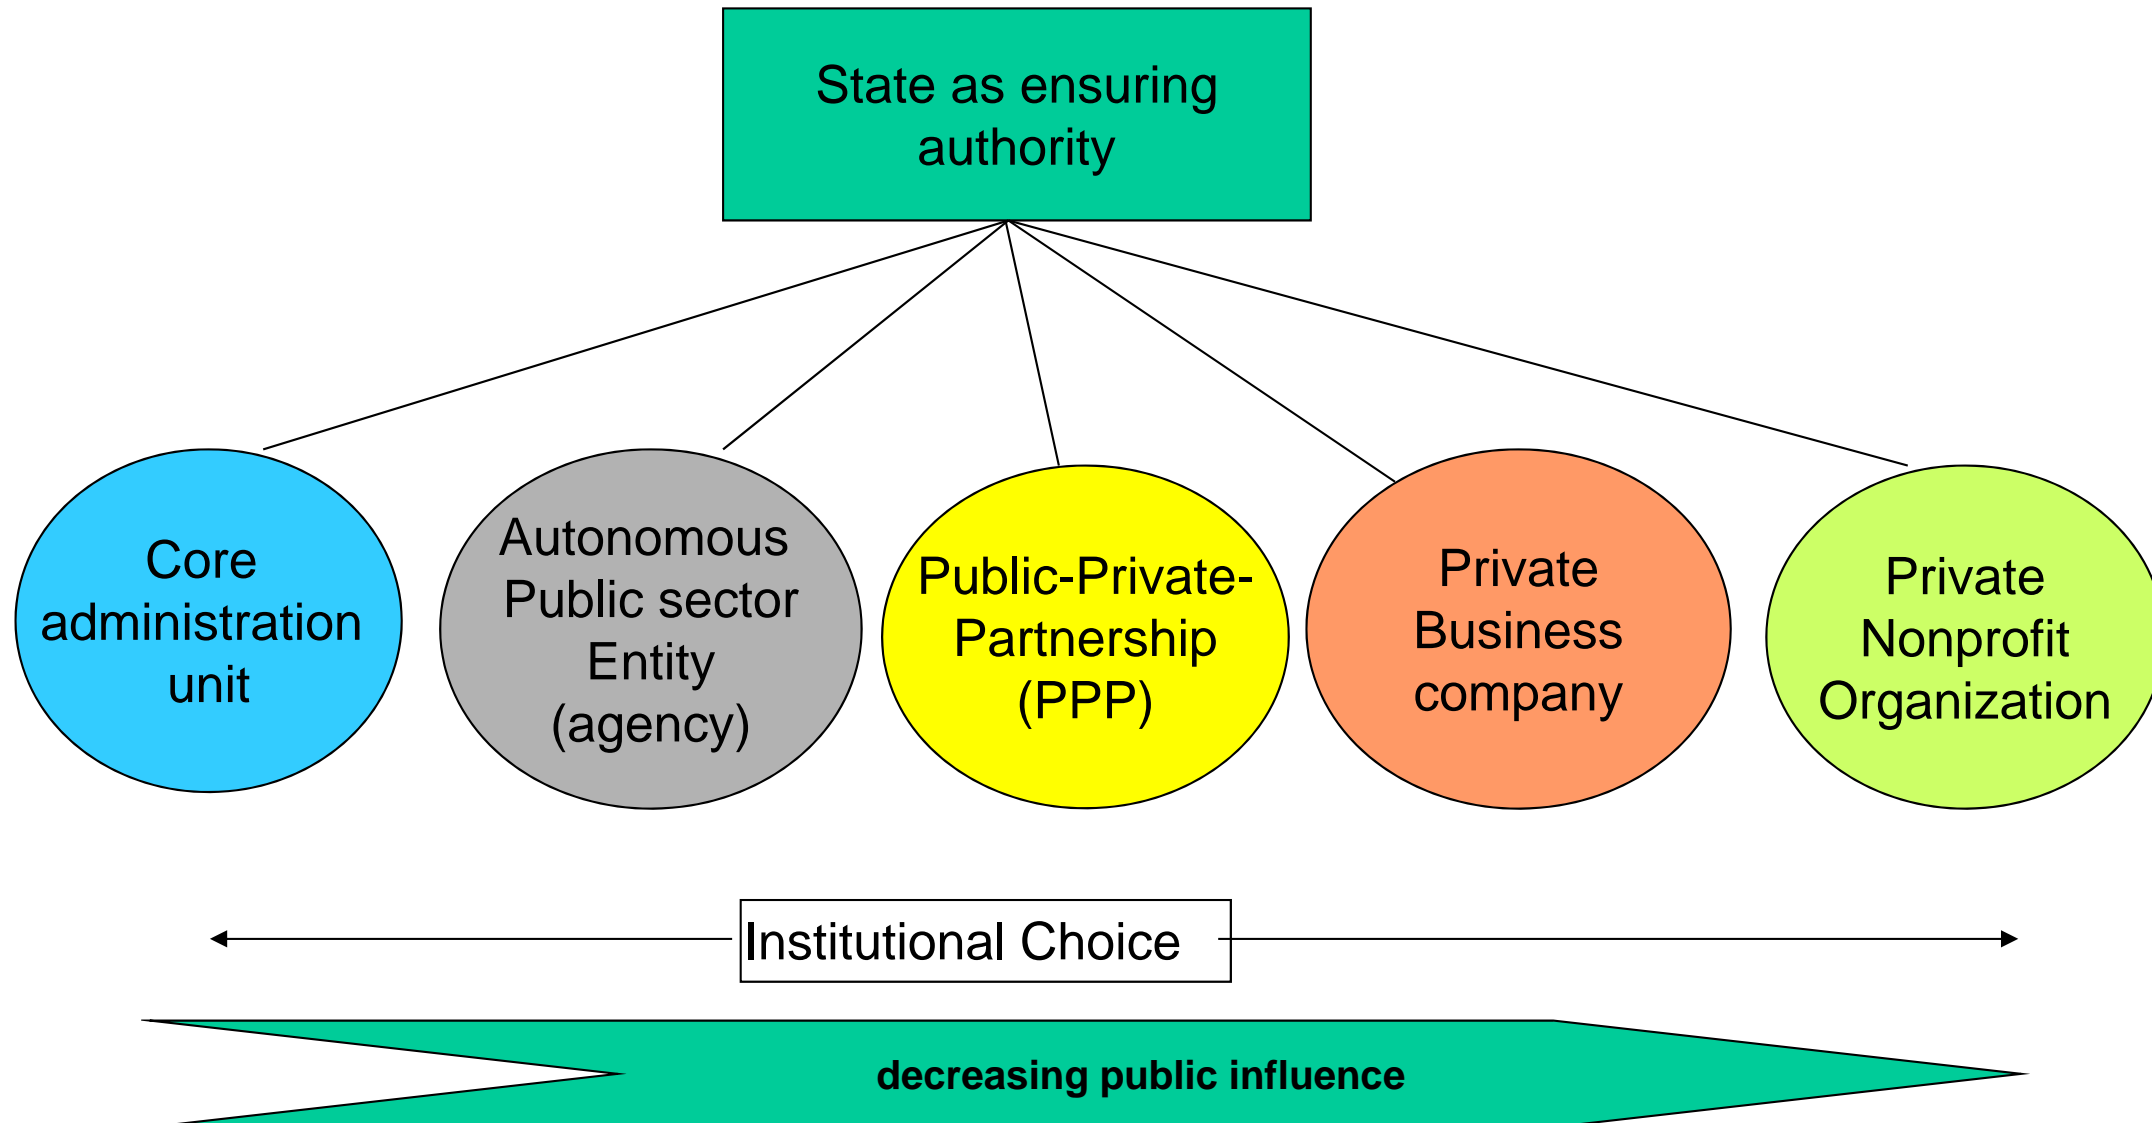 State as ensuring
authority
Core
administration
unit
Autonomous
Public sector
Entity
(agency)
Public-Private-
Partnership
(PPP)
Private
Business
company
Private
Nonprofit
Organization
Institutional Choice
decreasing public influence